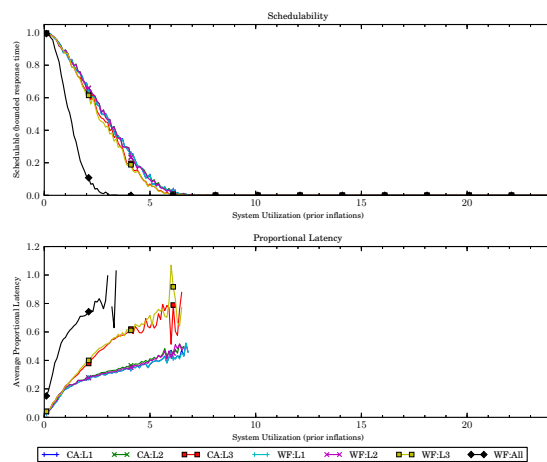 Schedulability
Schedulable (bounded response time)
1.0
0.8
0.6
0.4
0.2
0.0
0 5 10 15 20
System Utilization (prior inflations)
Proportional Latency
Average Proportional Latency
1.2
1.0
0.8
0.6
0.4
0.2
0.0
0 5 10 15 20
System Utilization (prior inflations)
CA:L1 CA:L2 CA:L3 WF:L1 WF:L2 WF:L3 WF:All